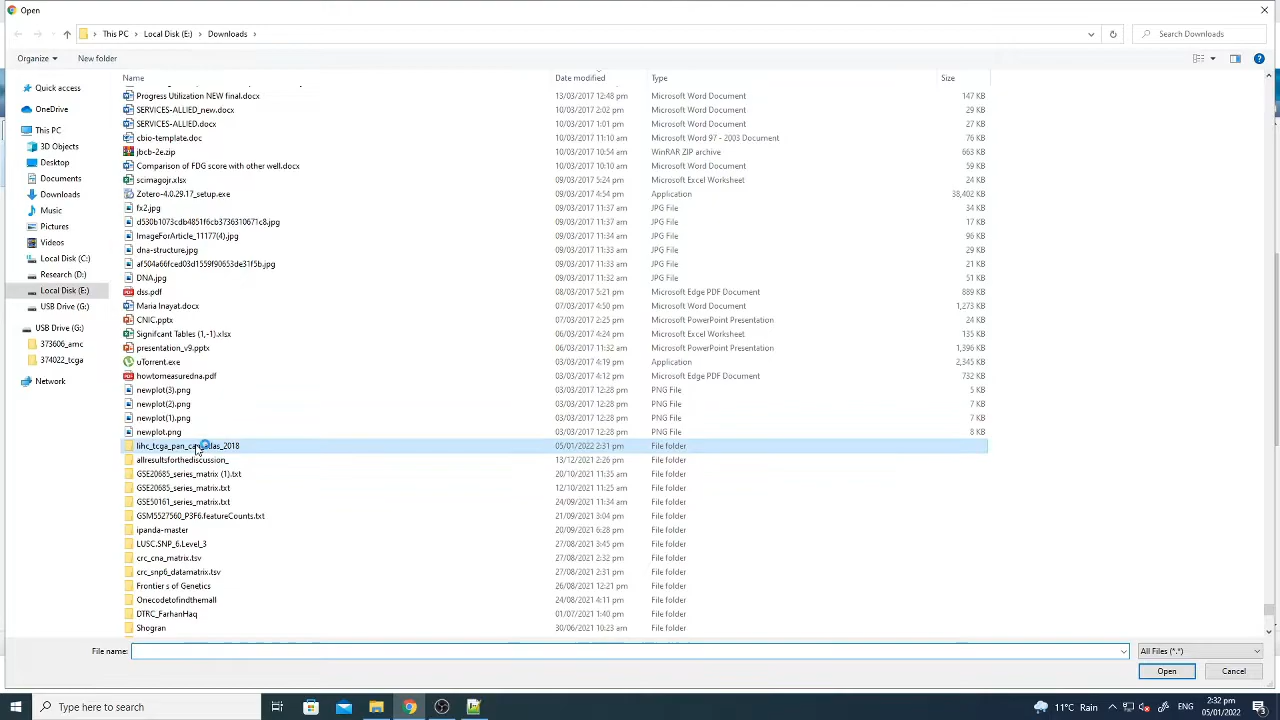 Open
This PC > Local Disk (E:) > Downloads >
Search Downloads
Organize
New folder
Name Date modified Type Size
Progress Utilization NEW final.docx 13/03/2017 12:48 pm Microsoft Word Document 147 KB
SERVICES-ALLIED_new.docx 10/03/2017 2:02 pm Microsoft Word Document 29 KB
SERVICES-ALLIED.docx 10/03/2017 1:01 pm Microsoft Word Document 27 KB
cbio-template.doc 10/03/2017 11:10 am Microsoft Word 97 - 2003 Document 76 KB
jbcb-2e.zip 10/03/2017 10:54 am WinRAR ZIP archive 663 KB
Comparison of FDG score with other well.docx 10/03/2017 10:10 am Microsoft Word Document 59 KB
scimagojr.xlsx 09/03/2017 5:24 pm Microsoft Excel Worksheet 24 KB
Zotero-4.0.29.17_setup.exe 09/03/2017 4:54 pm Application 38,402 KB
fx2.jpg 09/03/2017 11:37 am JPG File 34 KB
d530b1073cdb4851f6cb3736310671c8.jpg 09/03/2017 11:37 am JPG File 17 KB
ImageForArticle_11177(4).jpg 09/03/2017 11:34 am JPG File 96 KB
dna-structure.jpg 09/03/2017 11:33 am JPG File 29 KB
af504a66fced03d1559f90653de31f5b.jpg 09/03/2017 11:33 am JPG File 21 KB
DNA.jpg 09/03/2017 11:32 am JPG File 51 KB
dss.pdf 08/03/2017 5:21 pm Microsoft Edge PDF Document 889 KB
Maria Inayat.docx 07/03/2017 4:50 pm Microsoft Word Document 1,273 KB
CNIC.pptx 07/03/2017 2:25 pm Microsoft PowerPoint Presentation 24 KB
Signifcant Tables (1,-1).xlsx 06/03/2017 4:24 pm Microsoft Excel Worksheet 135 KB
presentation_v9.pptx 06/03/2017 11:32 am Microsoft PowerPoint Presentation 1,396 KB
uTorrent.exe 03/03/2017 4:19 pm Application 2,345 KB
howtomeasuredna.pdf 03/03/2017 4:12 pm Microsoft Edge PDF Document 732 KB
newplot(3).png 03/03/2017 12:28 pm PNG File 5 KB
newplot(2).png 03/03/2017 12:28 pm PNG File 7 KB
newplot(1).png 03/03/2017 12:28 pm PNG File 7 KB
newplot.png 03/03/2017 12:28 pm PNG File 8 KB
05/01/2022 2:31 pm File folder
allresultsforthediscussion_ 13/12/2021 2:26 pm File folder
GSE20685_series_matrix (1).txt 20/10/2021 11:35 am File folder
GSE20685_series_matrix.txt 12/10/2021 11:25 am File folder
GSE50161_series_matrix.txt 24/09/2021 11:34 am File folder
GSM5527560_P3F6.featureCounts.txt 21/09/2021 3:04 pm File folder
ipanda-master 20/09/2021 6:28 pm File folder
LUSC.SNP_6.Level_3 27/08/2021 3:45 pm File folder
crc_cna_matrix.tsv 27/08/2021 2:32 pm File folder
crc_snp6_datamatrix.tsv 27/08/2021 2:31 pm File folder
Frontiers of Genetics 26/08/2021 12:21 pm File folder
Onecodetofindthemall 24/08/2021 4:11 pm File folder
DTRC_FarhanHaq 01/07/2021 1:40 pm File folder
Shogran 30/06/2021 10:23 am File folder
Quick access
OneDrive
This PC
3D Objects
Desktop
Documents
Downloads
Music
Pictures
Videos
Local Disk (C:)
Research (D:)
Local Disk (E:)
USB Drive (G:)
USB Drive (G:)
373606_amc
374022_tcga
Network
File name:
All Files (*.*)
Open
Cancel
Type here to search
11°C Rain
ENG
2:32 pm
05/01/2022